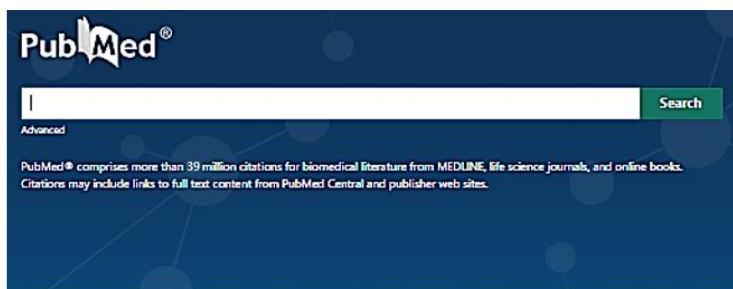 PubMed®
Search
Advanced
PubMed® comprises more than 39 million citations for biomedical literature from MEDLINE, life science journals, and online books.
Citations may include links to full text content from PubMed Central and publisher web sites.